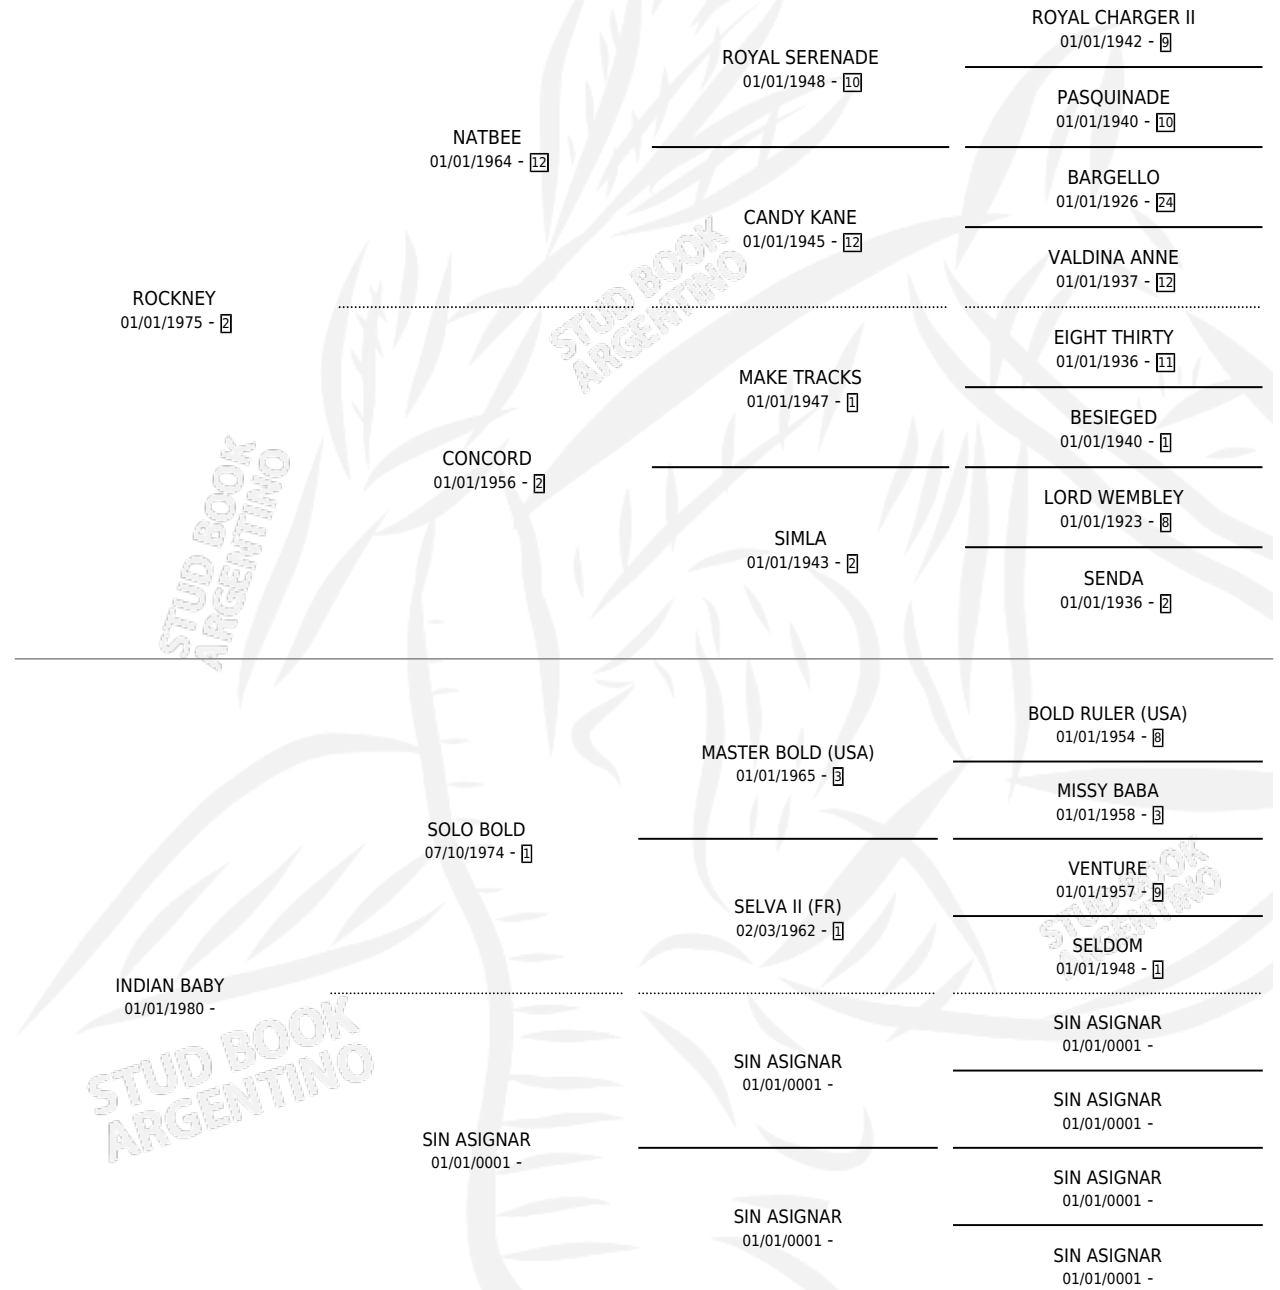 ROYAL CHARGER II
01/01/1942 - 9
ROYAL SERENADE
01/01/1948 - 10
PASQUINADE
01/01/1940 - 10
NATBEE
01/01/1964 - 12
BARGELLO
01/01/1926 - 24
CANDY KANE
01/01/1945 - 12
VALDINA ANNE
01/01/1937 - 12
ROCKNEY
01/01/1975 - 2
EIGHT THIRTY
01/01/1936 - 11
MAKE TRACKS
01/01/1947 - 1
BESIEGED
01/01/1940 - 1
CONCORD
01/01/1956 - 2
LORD WEMBLEY
01/01/1923 - 8
SIMLA
01/01/1943 - 2
SENDA
01/01/1936 - 2
STUD BOOK
ARGENTINO
STUD BOOK
ARGENTINO
BOLD RULER (USA)
01/01/1954 - 8
MASTER BOLD (USA)
01/01/1965 - 3
MISSY BABA
01/01/1958 - 3
SOLO BOLD
07/10/1974 - 1
VENTURE
01/01/1957 - 9
SELVA II (FR)
02/03/1962 - 1
SELDOM
01/01/1948 - 1
INDIAN BABY
01/01/1980 -
SIN ASIGNAR
01/01/0001 -
SIN ASIGNAR
01/01/0001 -
SIN ASIGNAR
01/01/0001 -
SIN ASIGNAR
01/01/0001 -
SIN ASIGNAR
01/01/0001 -
SIN ASIGNAR
01/01/0001 -
SIN ASIGNAR
01/01/0001 -
STUD BOOK
ARGENTINO
STUD BOOK
ARGENTINO